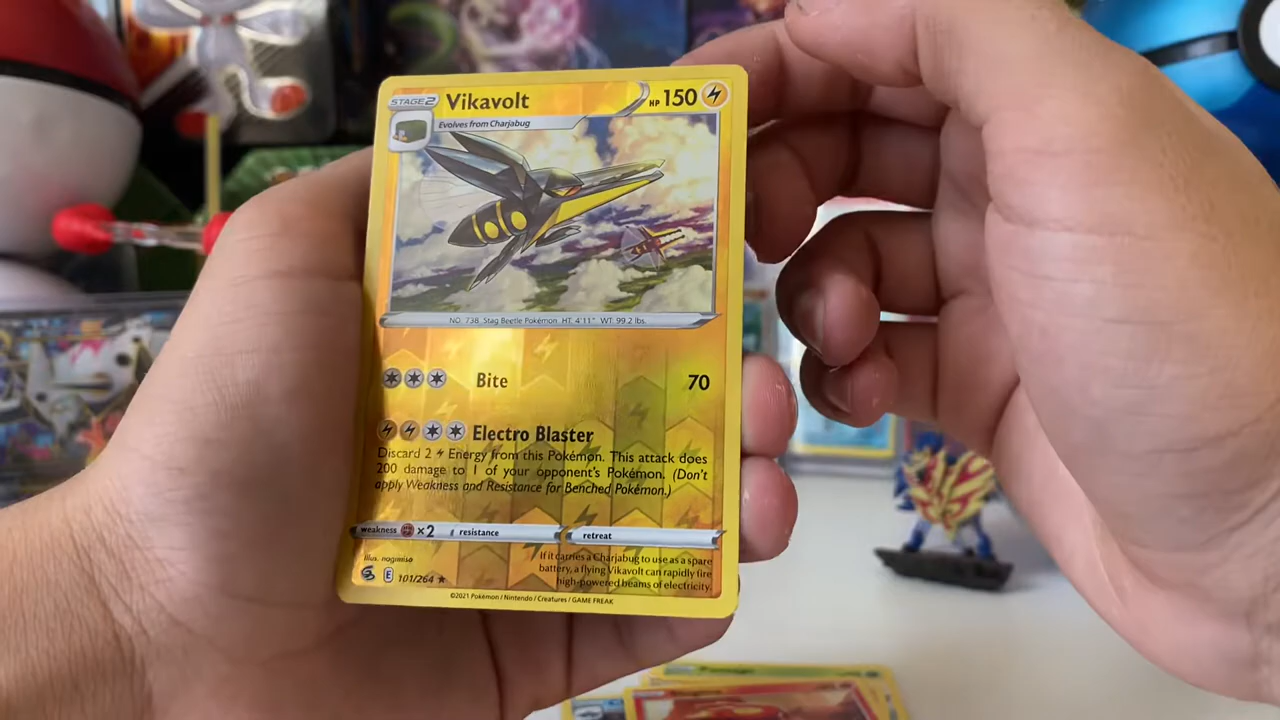 STAGE 2 Vikavolt HP 150
Evolves from Charjabug
NO. 738 Stag Beetle Pokémon HT: 4'11" WT: 99.2 lbs.
Bite 70
Electro Blaster
Discard 2 Energy from this Pokémon. This attack does
200 damage to 1 of your opponent's Pokémon. (Don't
apply Weakness and Resistance for Benched Pokémon.)
weakness ×2 resistance retreat
Illus. nagimiso
If it carries a Charjabug to use as a spare
battery, a flying Vikavolt can rapidly fire
high-powered beams of electricity.
E 101/264 ★
©2021 Pokémon / Nintendo / Creatures / GAME FREAK